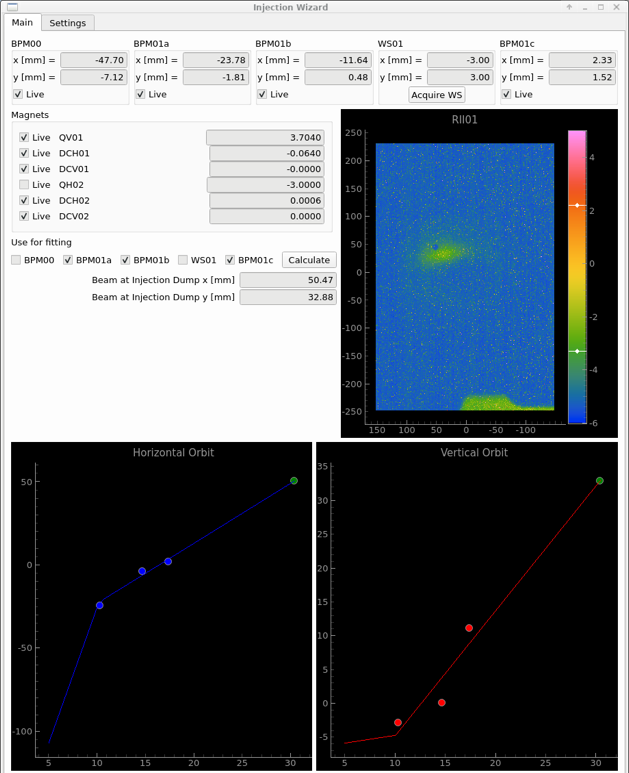 Injection Wizard
Main Settings
BPM00 BPM01a BPM01b WS01 BPM01c
x [mm] = -47.70 x [mm] = -23.78 x [mm] = -11.64 x [mm] = -3.00 x [mm] = 2.33
y [mm] = -7.12 y [mm] = -1.81 y [mm] = 0.48 y [mm] = 3.00 y [mm] = 1.52
Live Live Live Acquire WS Live
Magnets
Live QV01 3.7040
Live DCH01 -0.0640
Live DCV01 -0.0000
Live QH02 -3.0000
Live DCH02 0.0006
Live DCV02 0.0000
Use for fitting
BPM00 BPM01a BPM01b WS01 BPM01c Calculate
Beam at Injection Dump x [mm] 50.47
Beam at Injection Dump y [mm] 32.88
RII01
250
200
150
100
50
0
-50
-100
-150
-200
-250
150 100 50 0 -50 -100
4
2
0
-2
-4
-6
Horizontal Orbit
50
0
-50
-100
5 10 15 20 25 30
Vertical Orbit
35
30
25
20
15
10
5
0
-5
5 10 15 20 25 30